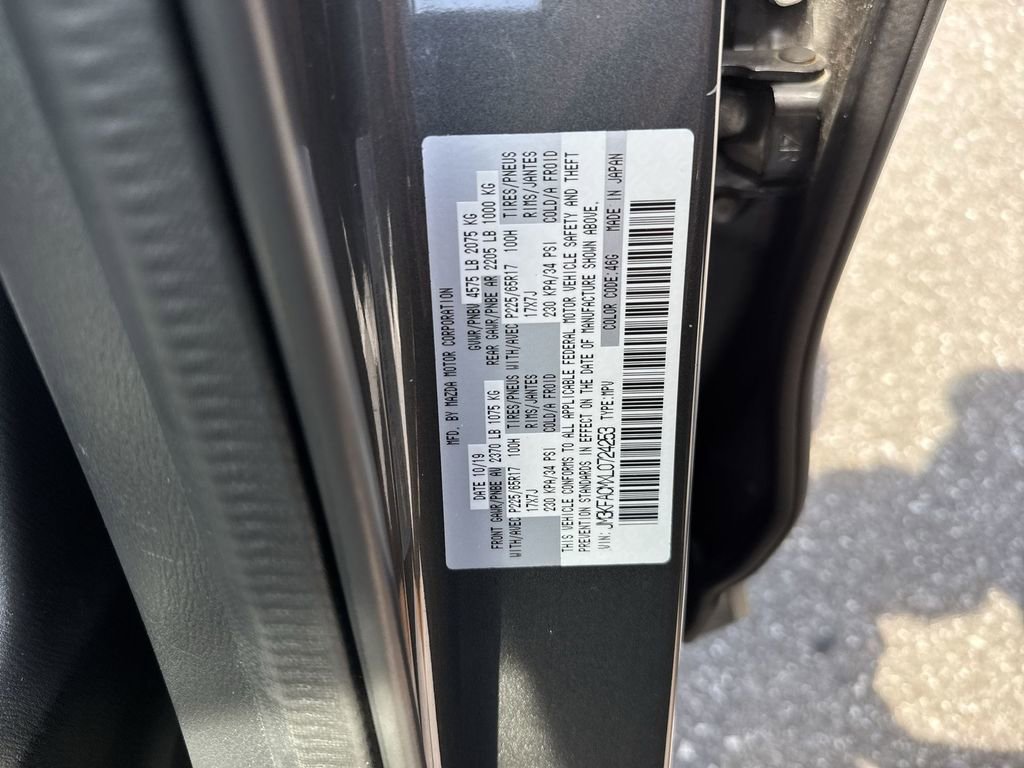 MFD. BY MAZDA MOTOR CORPORATION
DATE 10/19 GVWR/PNBV 4575 LB 2075 KG
FRONT GAWR/PNBE AV 2370 LB 1075 KG REAR GAWR/PNBE AR 2205 LB 1000 KG
WITH/AVEC P225/65R17 100H TIRES/PNEUS WITH/AVEC P225/65R17 100H TIRES/PNEUS
17X7J RIMS/JANTES 17X7J RIMS/JANTES
230 KPA/34 PSI COLD/A FROID 230 KPA/34 PSI COLD/A FROID
THIS VEHICLE CONFORMS TO ALL APPLICABLE FEDERAL MOTOR VEHICLE SAFETY AND THEFT
PREVENTION STANDARDS IN EFFECT ON THE DATE OF MANUFACTURE SHOWN ABOVE.
VIN: JM3KFACMXL0724253 TYPE:MPV COLOR CODE:46G MADE IN JAPAN